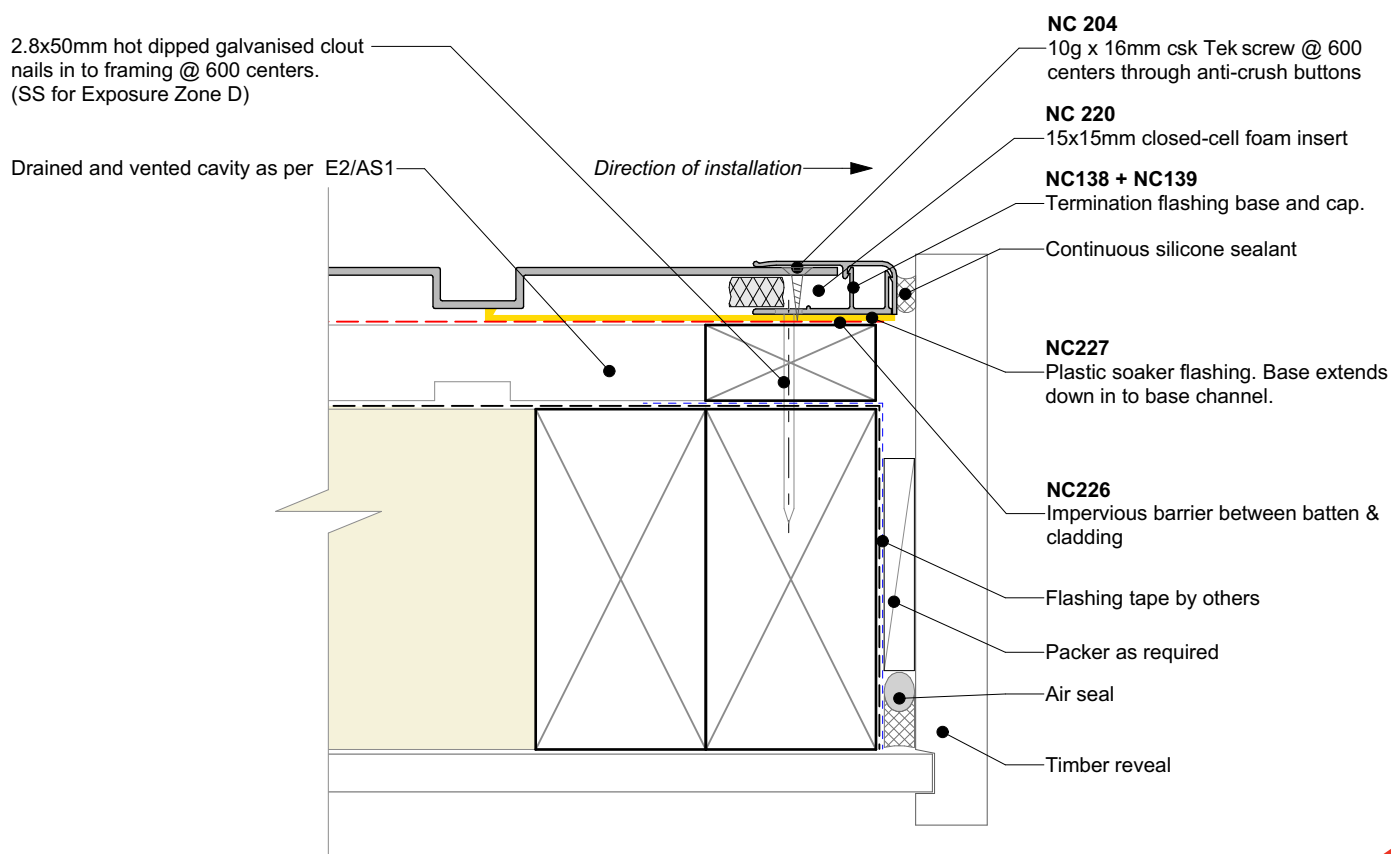 2.8x50mm hot dipped galvanised clout
nails in to framing @ 600 centers.
(SS for Exposure Zone D)
Drained and vented cavity as per E2/AS1
Direction of installation
NC 204
10g x 16mm csk Tek screw @ 600
centers through anti-crush buttons
NC 220
15x15mm closed-cell foam insert
NC138 + NC139
Termination flashing base and cap.
Continuous silicone sealant
NC227
Plastic soaker flashing. Base extends
down in to base channel.
NC226
Impervious barrier between batten &
cladding
Flashing tape by others
Packer as required
Air seal
Timber reveal